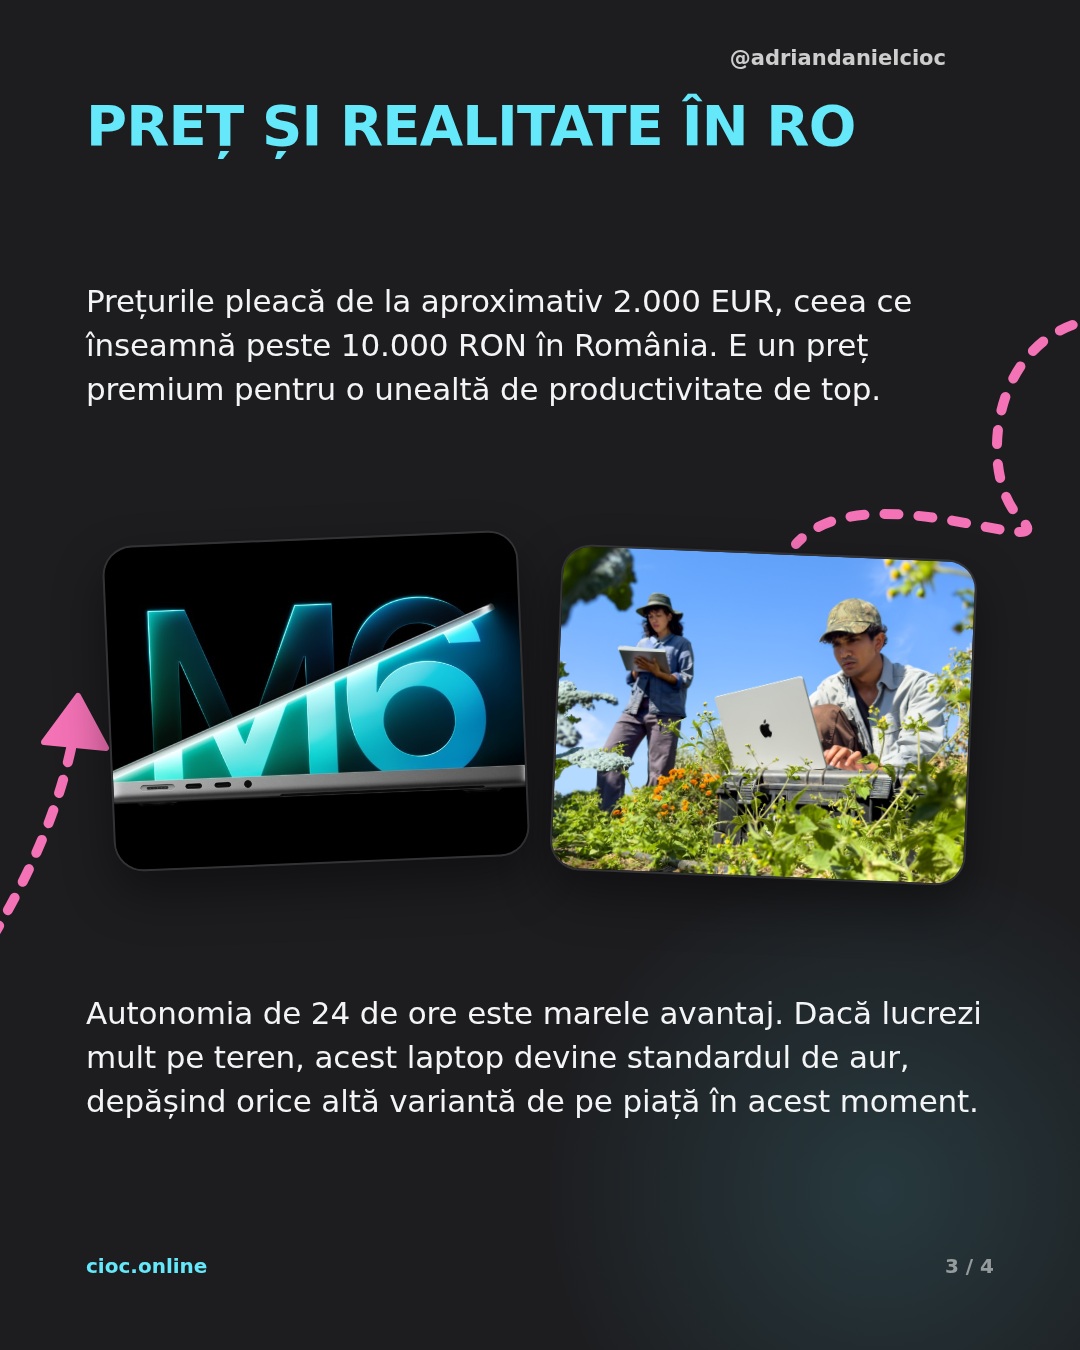 @adriandanielcioc
PREȚ ȘI REALITATE ÎN RO
Prețurile pleacă de la aproximativ 2.000 EUR, ceea ce
înseamnă peste 10.000 RON în România. E un preț
premium pentru o unealtă de productivitate de top.
M6
Autonomia de 24 de ore este marele avantaj. Dacă lucrezi
mult pe teren, acest laptop devine standardul de aur,
depășind orice altă variantă de pe piață în acest moment.
cioc.online
3 / 4